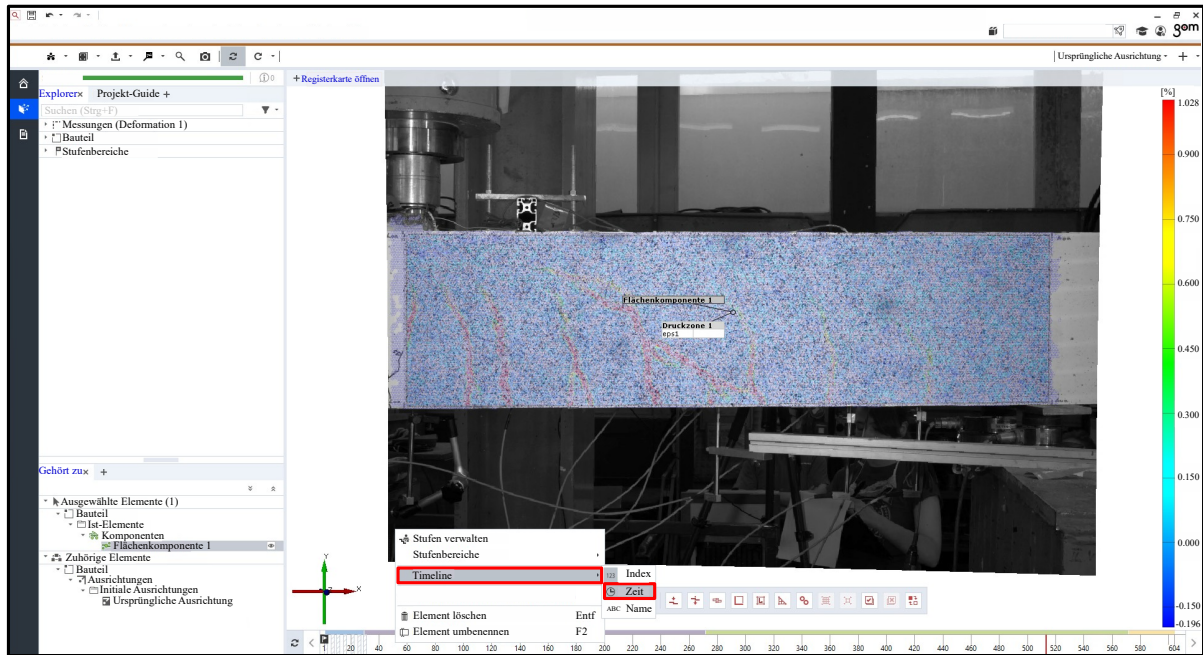 gom
Ursprüngliche Ausrichtung
0
Explorer
Projekt-Guide +
+Registerkarte öffnen
Suchen (Strg+F)
Messungen (Deformation 1)
Bauteil
Stufenbereiche
[%]
1.028
0.900
0.750
0.600
0.450
0.300
0.150
0.000
-0.150
-0.196
Flächenkomponente 1
Druckzone 1
eps1
Gehört zu
+
Ausgewählte Elemente (1)
Bauteil
Ist-Elemente
Komponenten
Flächenkomponente 1
Zuhörige Elemente
Bauteil
Ausrichtungen
Initiale Ausrichtungen
Ursprüngliche Ausrichtung
Y
X
Stufen verwalten
Stufenbereiche
Timeline
Element löschen Entf
Element umbenennen F2
123 Index
Zeit
ABC Name
1 20 40 60 80 100 120 140 160 180 200 220 240 260 280 300 320 340 360 380 400 420 440 460 480 500 520 540 560 580 604